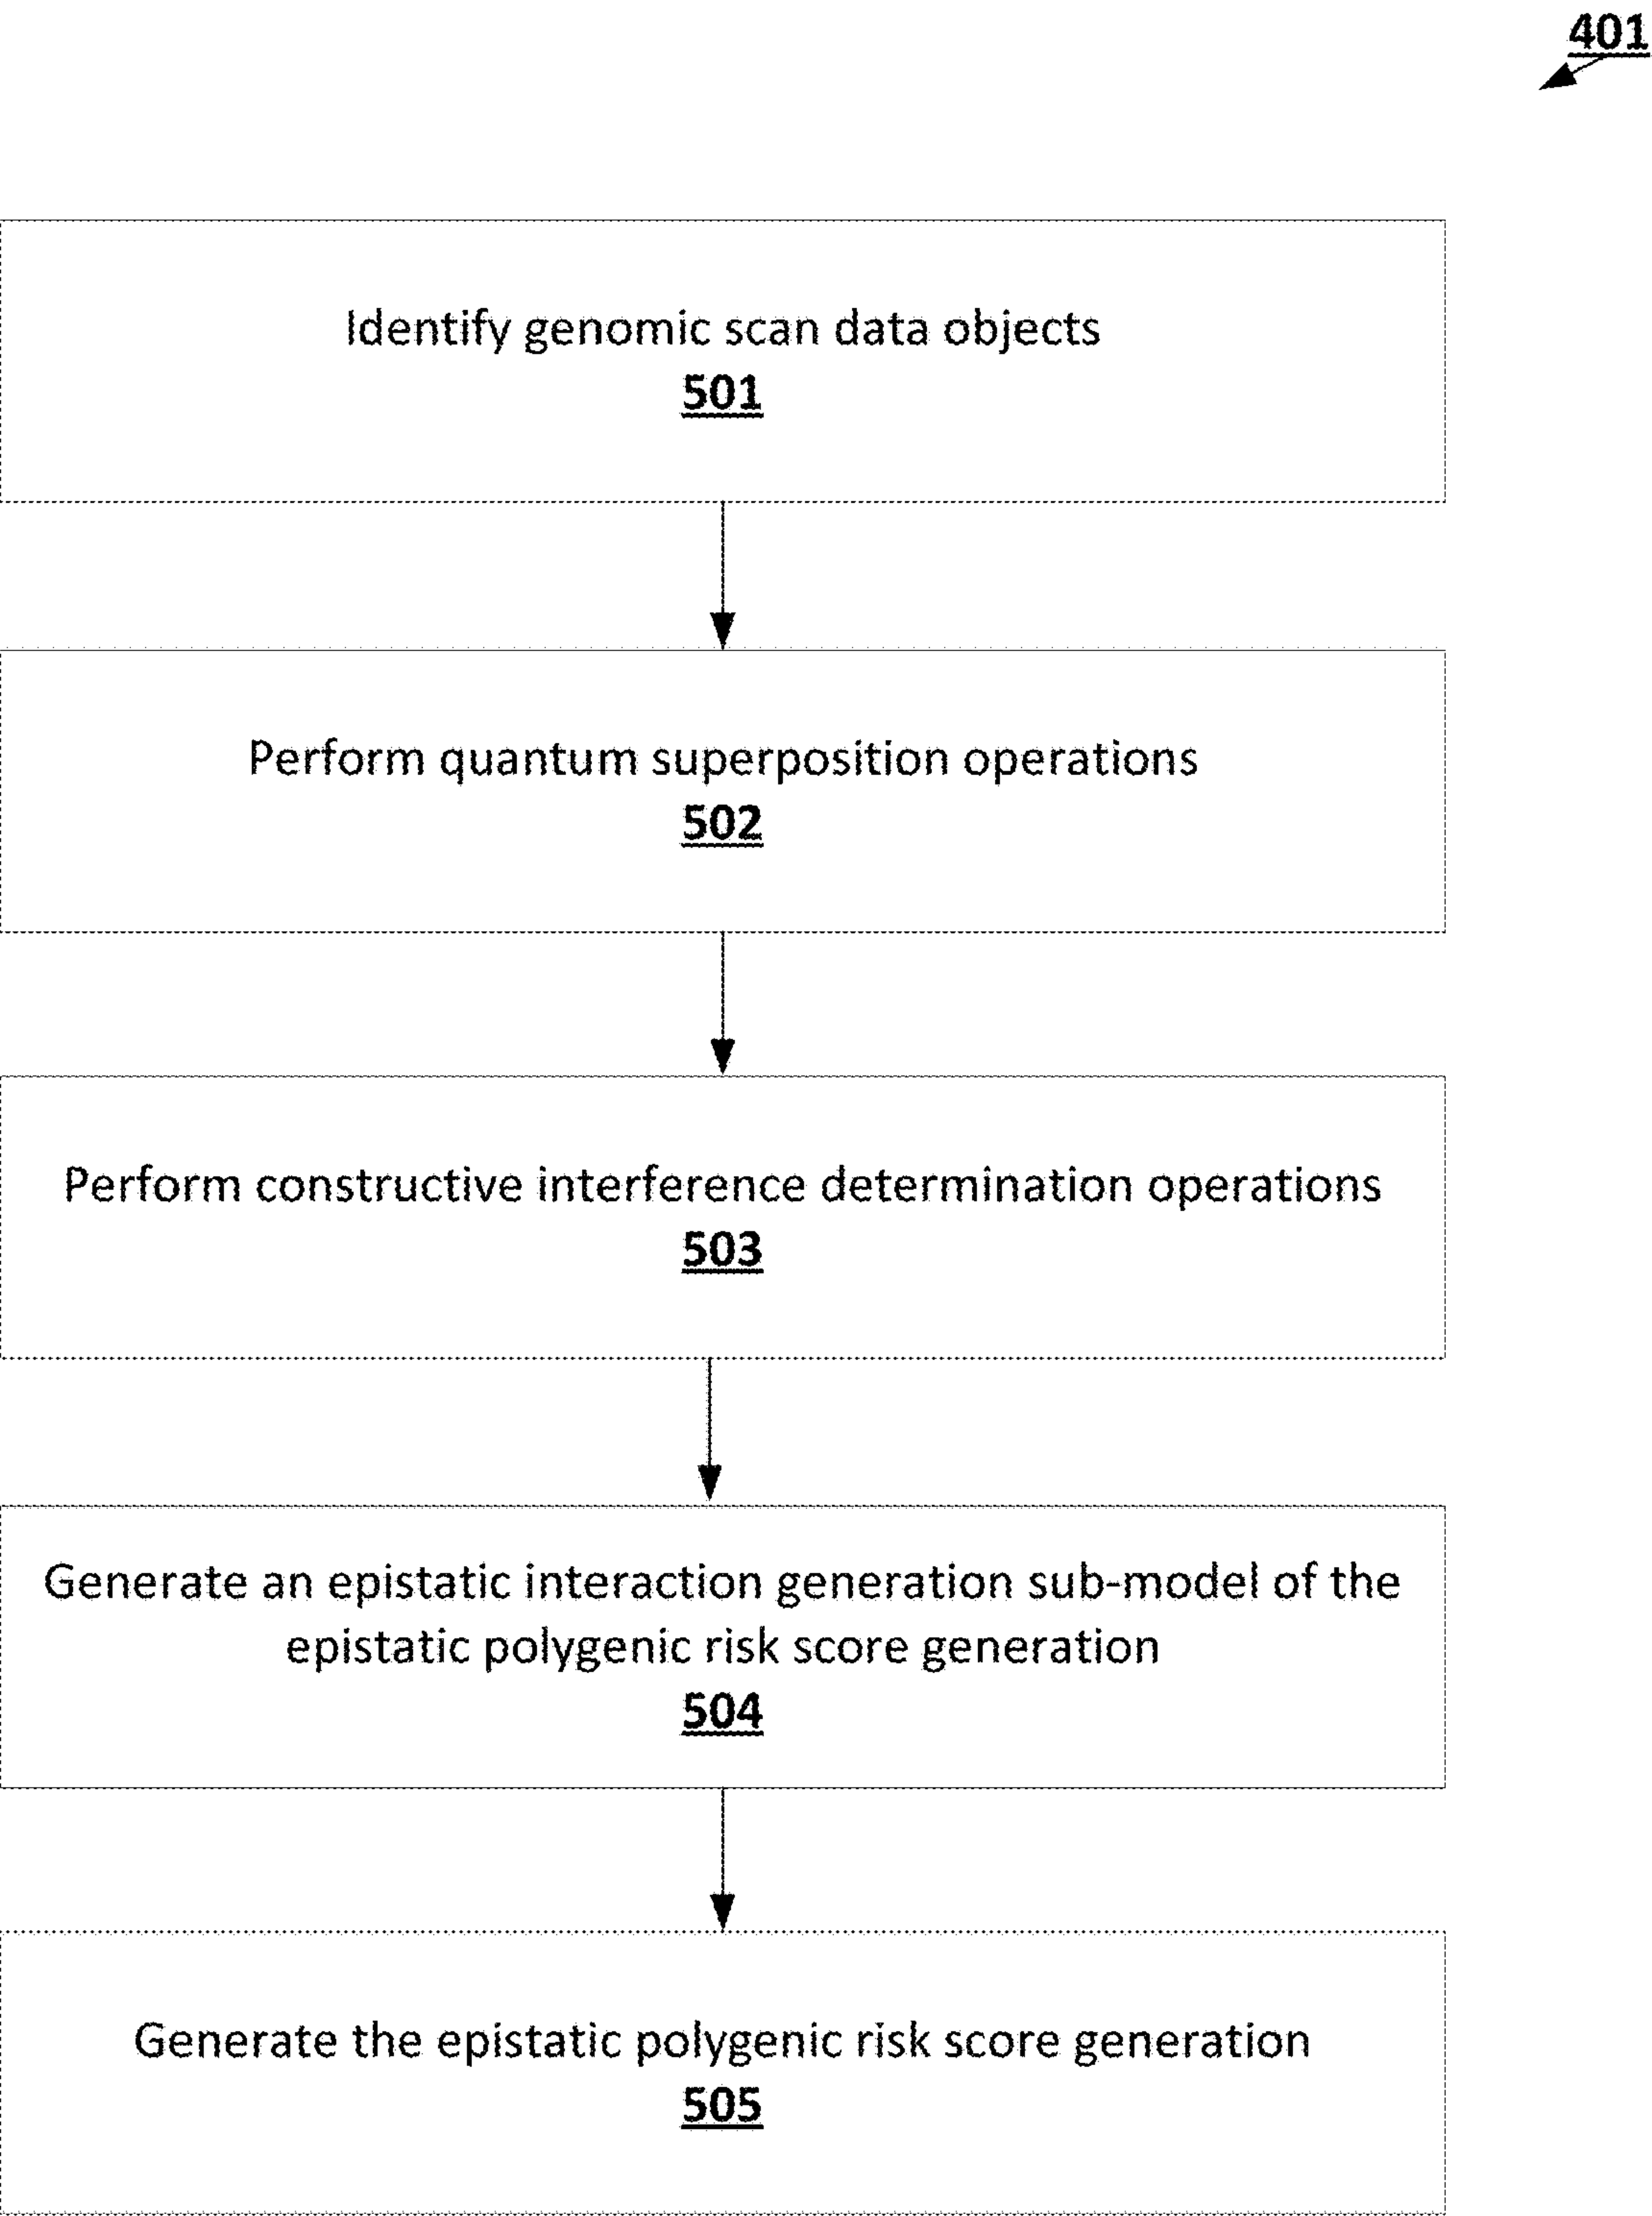 401
Identify genomic scan data objects
501
Perform quantum superposition operations
502
Perform constructive interference determination operations
503
Generate an epistatic interaction generation sub-model of the
epistatic polygenic risk score generation
504
Generate the epistatic polygenic risk score generation
505